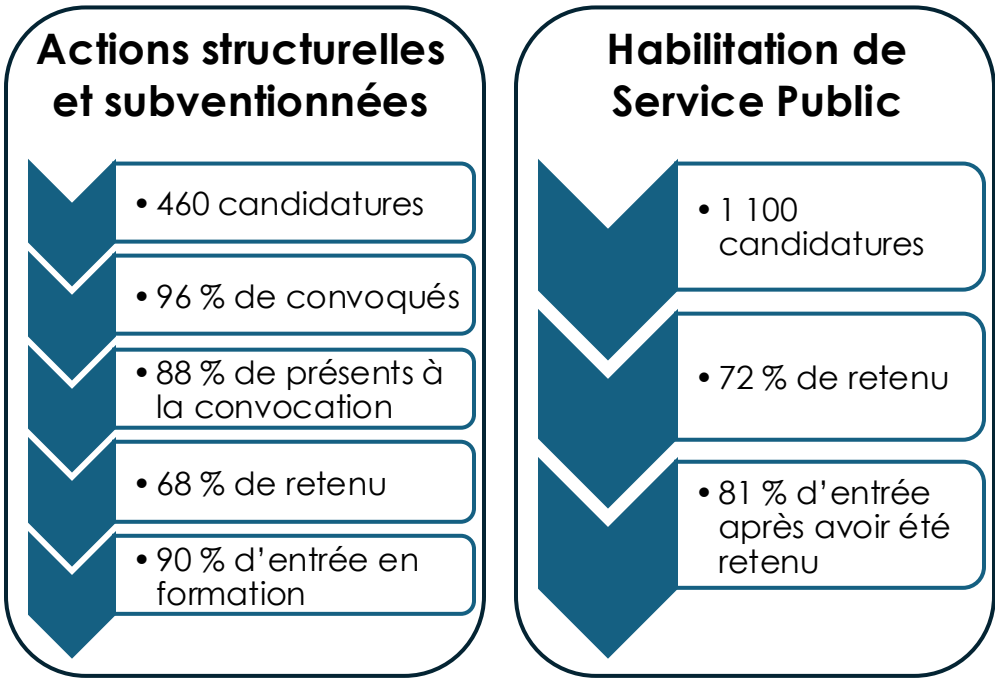 Actions structurelles
et subventionnées
• 460 candidatures
• 96 % de convoqués
• 88 % de présents à
la convocation
• 68 % de retenu
• 90 % d’entrée en
formation
Habilitation de
Service Public
• 1 100
candidatures
• 72 % de retenu
• 81 % d’entrée
après avoir été
retenu